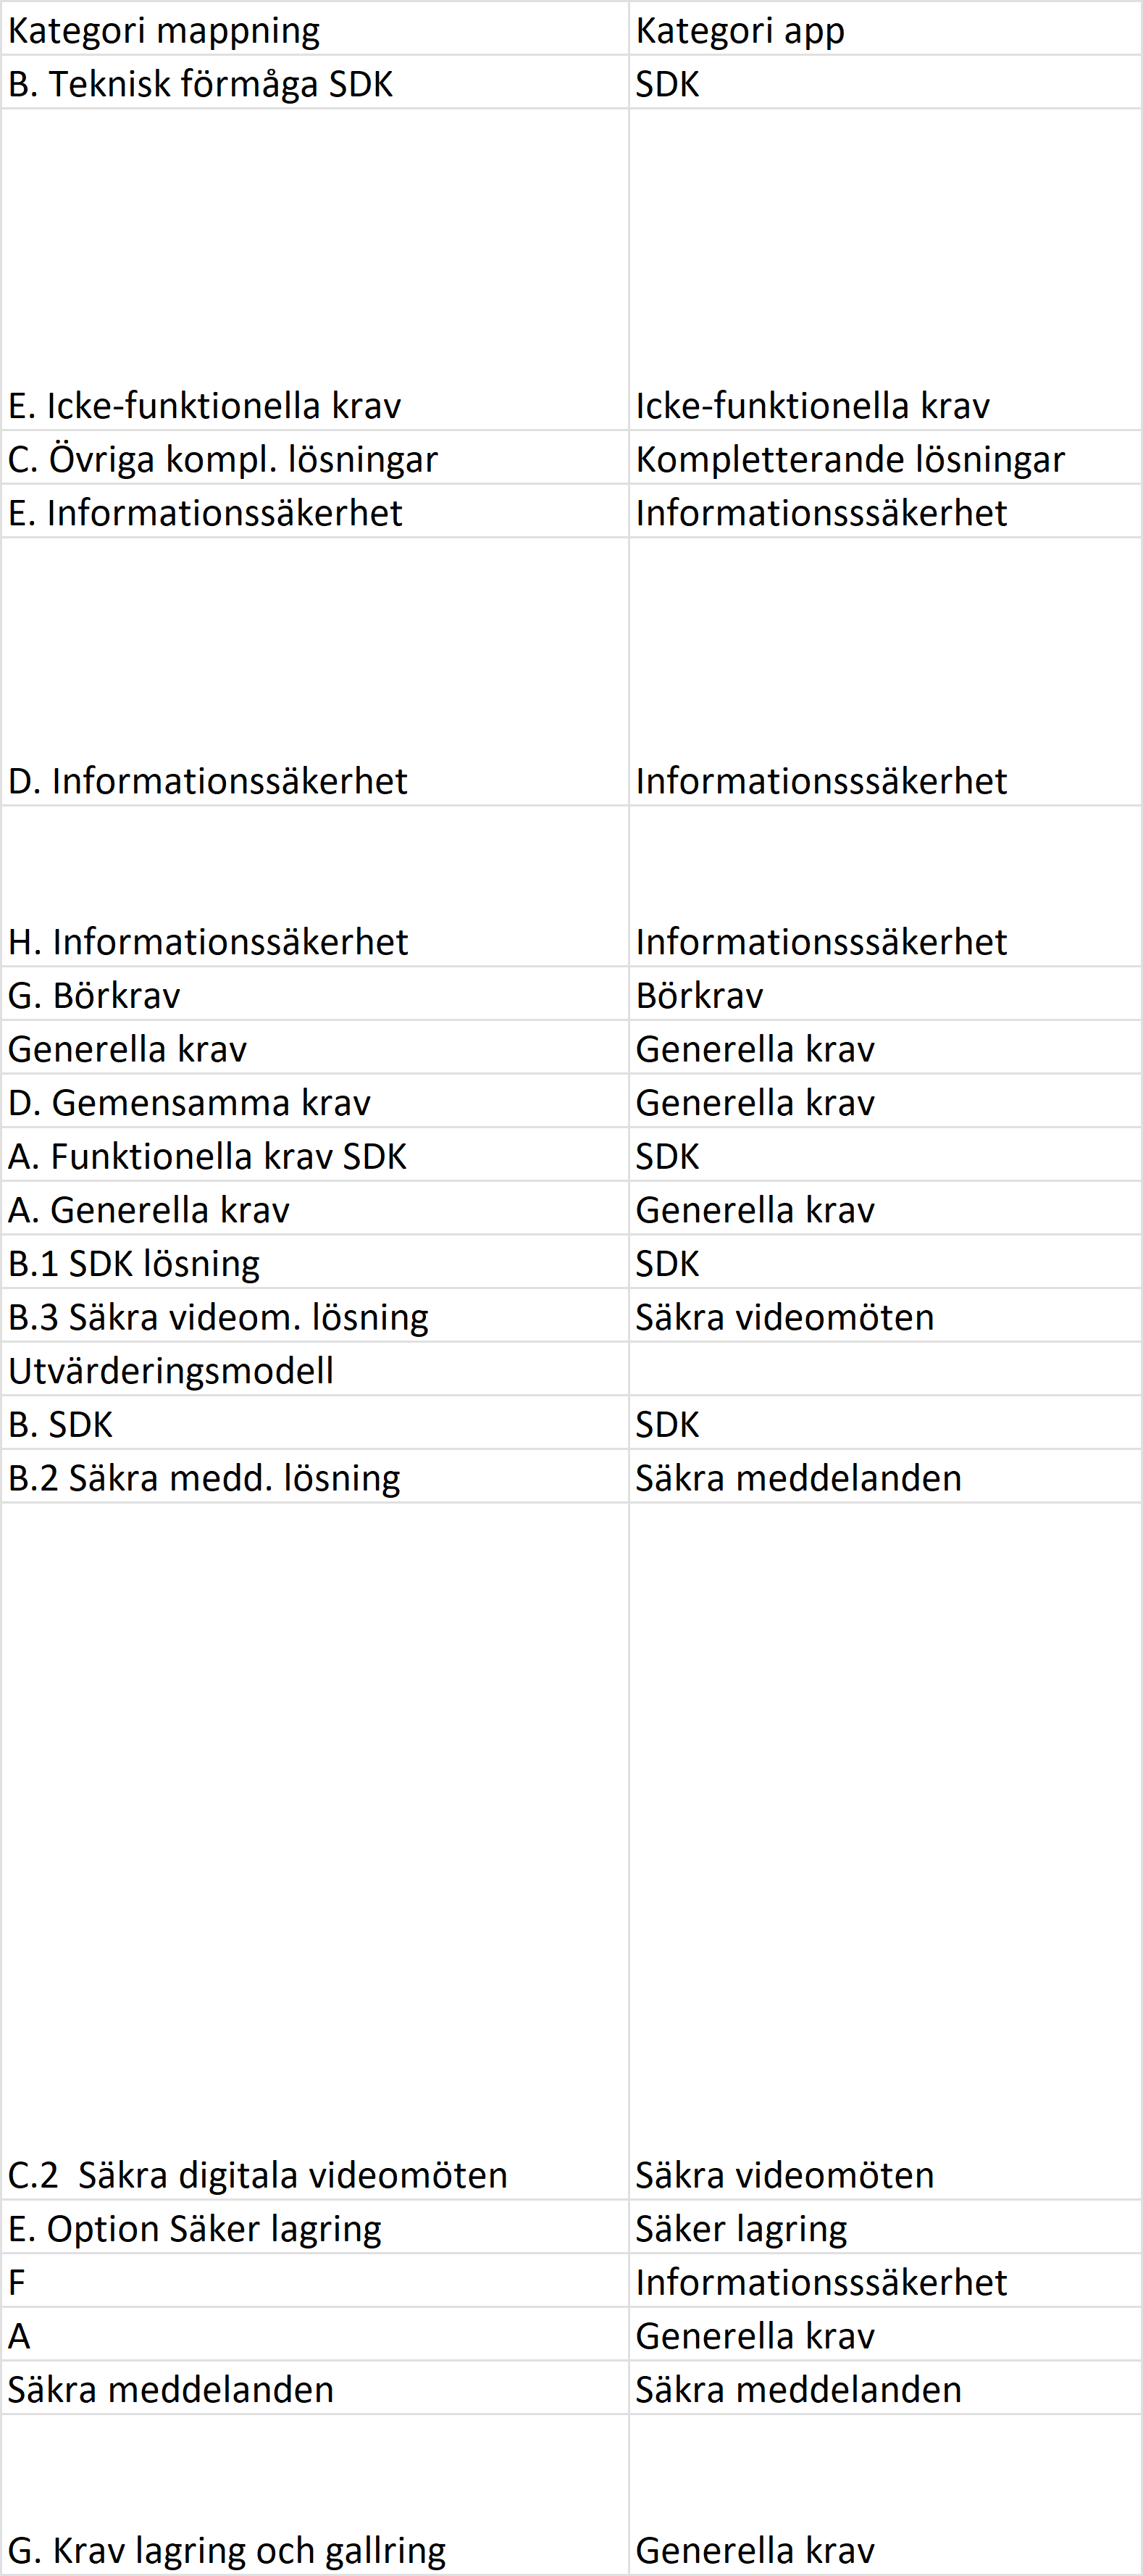 Kategori mappning Kategori app
B. Teknisk förmåga SDK SDK
E. Icke-funktionella krav Icke-funktionella krav
C. Övriga kompl. lösningar Kompletterande lösningar
E. Informationssäkerhet Informationsssäkerhet
D. Informationssäkerhet Informationsssäkerhet
H. Informationssäkerhet Informationsssäkerhet
G. Börkrav Börkrav
Generella krav Generella krav
D. Gemensamma krav Generella krav
A. Funktionella krav SDK SDK
A. Generella krav Generella krav
B.1 SDK lösning SDK
B.3 Säkra videom. lösning Säkra videomöten
Utvärderingsmodell
B. SDK SDK
B.2 Säkra medd. lösning Säkra meddelanden
C.2  Säkra digitala videomöten Säkra videomöten
E. Option Säker lagring Säker lagring
F Informationsssäkerhet
A Generella krav
Säkra meddelanden Säkra meddelanden
G. Krav lagring och gallring Generella krav